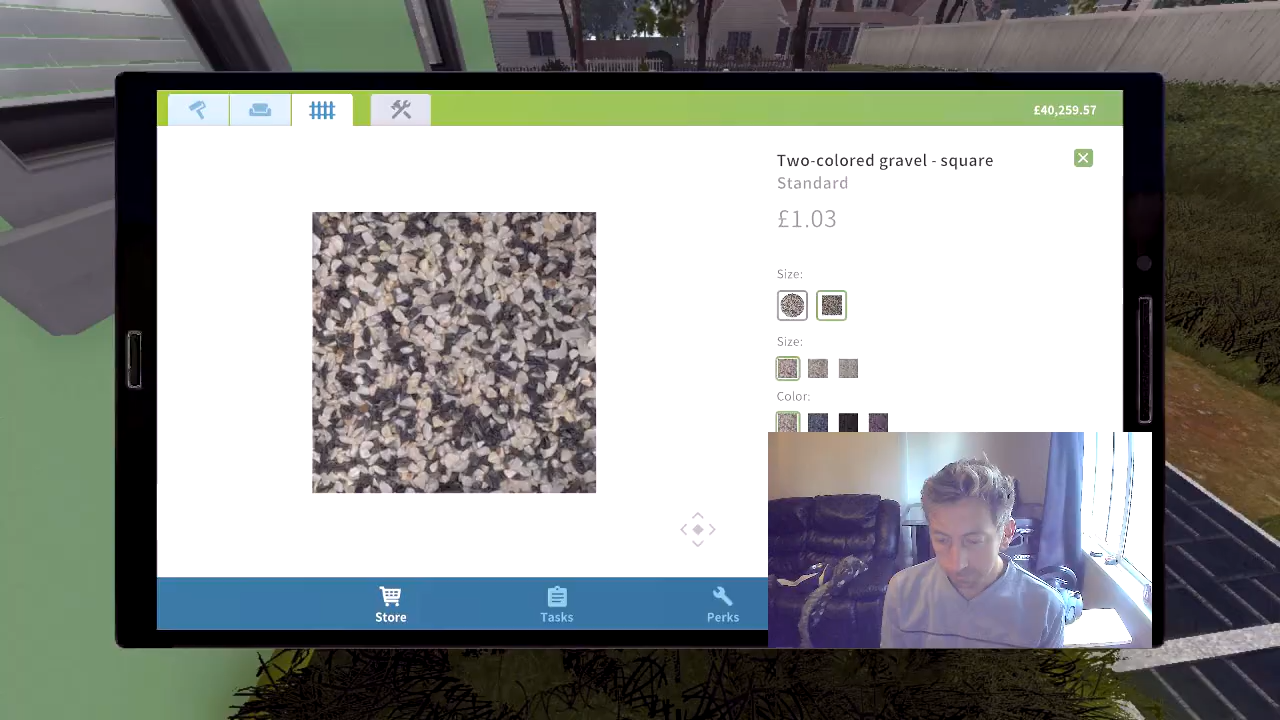 £40,259.57
Two-colored gravel - square
Standard
£1.03
Size:
Size:
Color:
Store
Tasks
Perks